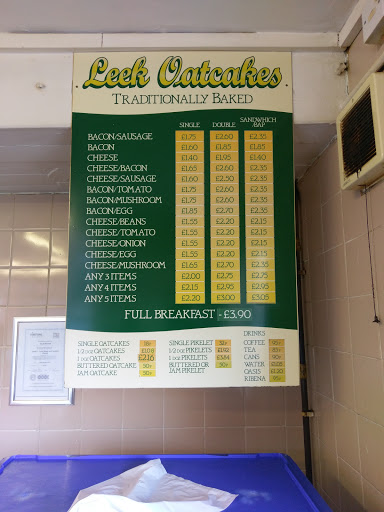 Leek Oatcakes
TRADITIONALLY BAKED
SINGLE DOUBLE SANDWHICH BAP
BACON/SAUSAGE £1.75 £2.60 £2.35
BACON £1.60 £1.85 £1.85
CHEESE £1.40 £1.95 £1.40
CHEESE/BACON £1.65 £2.60 £2.35
CHEESE/SAUSAGE £1.60 £2.50 £2.35
BACON/TOMATO £1.75 £2.60 £2.35
BACON/MUSHROOM £1.75 £2.60 £2.35
BACON/EGG £1.85 £2.70 £2.35
CHEESE/BEANS £1.55 £2.20 £2.15
CHEESE/TOMATO £1.55 £2.20 £2.15
CHEESE/ONION £1.55 £2.20 £2.15
CHEESE/EGG £1.55 £2.20 £2.15
CHEESE/MUSHROOM £1.65 £2.70 £2.35
ANY 3 ITEMS £2.00 £2.75 £2.75
ANY 4 ITEMS £2.15 £2.95 £2.95
ANY 5 ITEMS £2.20 £3.00 £3.05
FULL BREAKFAST - £3.90
DRINKS
SINGLE OATCAKES SINGLE PIKELET COFFEE
1/2 DOZ OATCAKES 1/2 DOZ PIKELETS £1.92 TEA
1 DOZ OATCAKES £2.16 1 DOZ PIKELETS £3.84 CANS
BUTTERED OATCAKE BUTTERED OR WATER
JAM OATCAKE JAM PIKELET OASIS £1.20
RIBENA